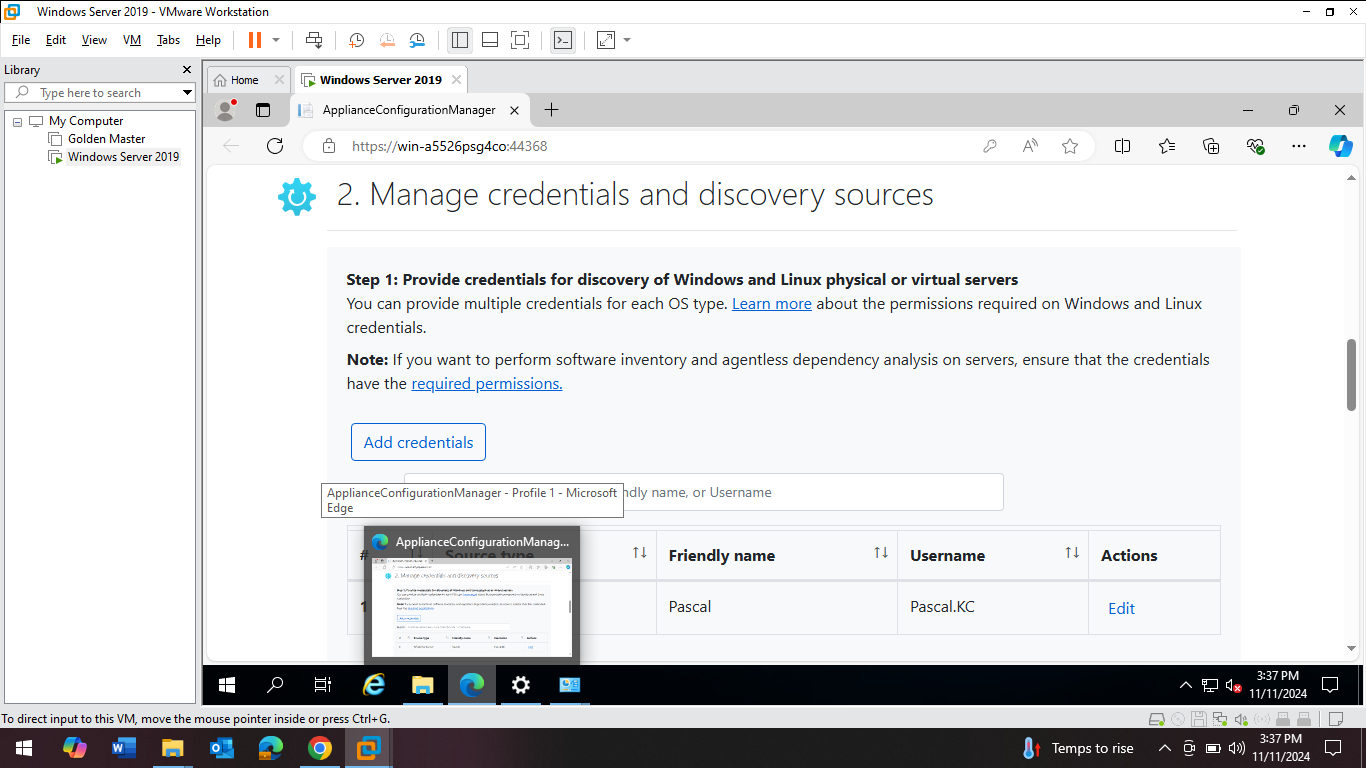 Windows Server 2019 - VMware Workstation
File Edit View VM Tabs Help
Library
Type here to search
My Computer
Golden Master
Windows Server 2019
Home
Windows Server 2019
ApplianceConfigurationManager
https://win-a5526psg4co:44368
2. Manage credentials and discovery sources
Step 1: Provide credentials for discovery of Windows and Linux physical or virtual servers
You can provide multiple credentials for each OS type. Learn more about the permissions required on Windows and Linux
credentials.
Note: If you want to perform software inventory and agentless dependency analysis on servers, ensure that the credentials
have the required permissions.
Add credentials
name, or Username
ApplianceConfigurationManager - Profile 1 - Microsoft
Edge
ApplianceConfigurationManag...
# Source type Friendly name Username Actions
1 Pascal Pascal.KC Edit
3:37 PM
11/11/2024
To direct input to this VM, move the mouse pointer inside or press Ctrl+G.
Temps to rise
3:37 PM
11/11/2024